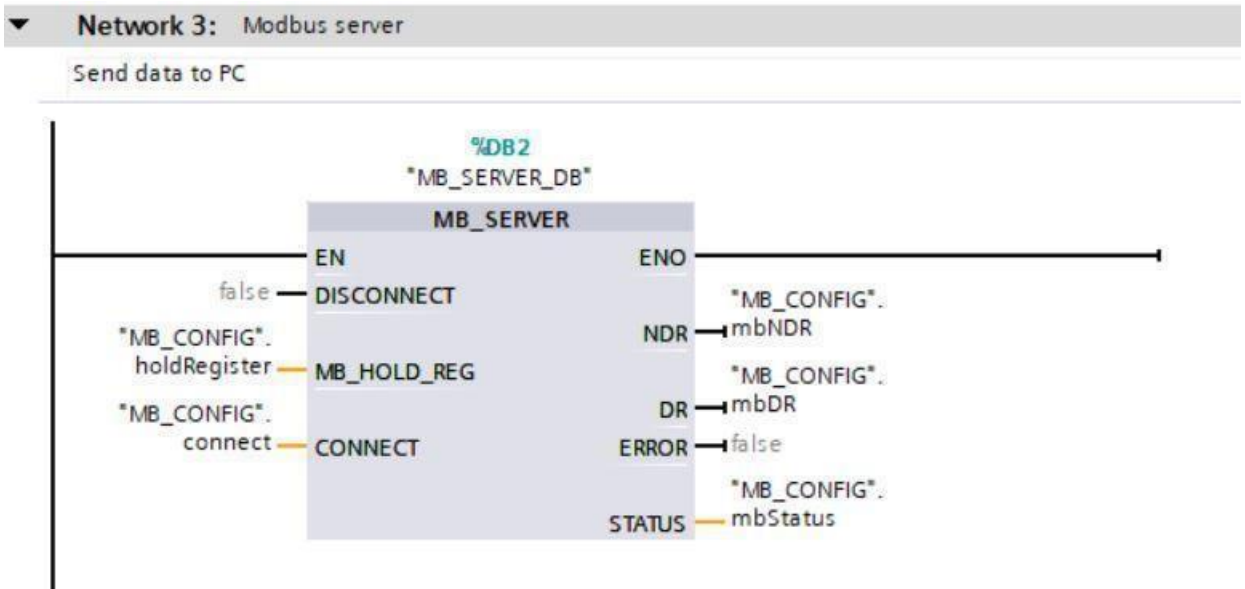 Network 3: Modbus server
Send data to PC
%DB2
"MB_SERVER_DB"
MB_SERVER
EN ENO
false DISCONNECT
"MB_CONFIG".
mbNDR
NDR
"MB_CONFIG".
holdRegister
MB_HOLD_REG
"MB_CONFIG".
mbDR
DR
"MB_CONFIG".
connect
CONNECT
ERROR false
"MB_CONFIG".
mbStatus
STATUS